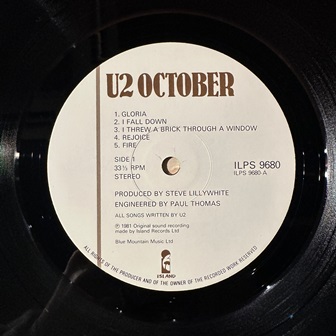 U2 OCTOBER
1. GLORIA
2. I FALL DOWN
3. I THREW A BRICK THROUGH A WINDOW
4. REJOICE
5. FIRE
SIDE 1
33⅓ RPM
STEREO
ILPS 9680
ILPS 9680-A
PRODUCED BY STEVE LILLYWHITE
ENGINEERED BY PAUL THOMAS
ALL SONGS WRITTEN BY U2
℗ 1981 Original sound recording
made by Island Records Ltd
Blue Mountain Music Ltd
ISLAND
ALL RIGHTS OF THE PRODUCER AND OF THE OWNER OF THE RECORDED WORK RESERVED